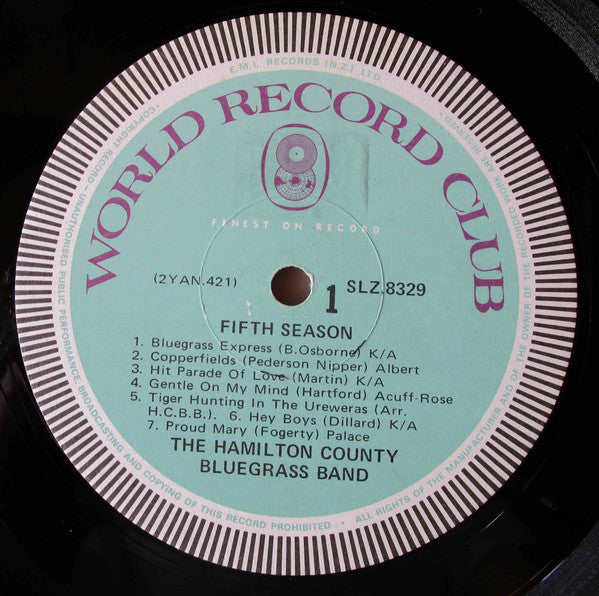 E.M.I. RECORDS (N.Z.) LTD.
WORLD RECORD CLUB
FINEST ON RECORD
(2YAN.421)
1
SLZ.8329
FIFTH SEASON
1. Bluegrass Express (B.Osborne) K/A
2. Copperfields (Pederson Nipper) Albert
3. Hit Parade Of Love (Martin) K/A
4. Gentle On My Mind (Hartford) Acuff-Rose
5. Tiger Hunting In The Ureweras (Arr.
H.C.B.B.). 6. Hey Boys (Dillard) K/A
7. Proud Mary (Fogerty) Palace
THE HAMILTON COUNTY
BLUEGRASS BAND
• COPYRIGHT RECORD — UNAUTHORISED PUBLIC PERFORMANCE, BROADCASTING AND COPYING OF THIS RECORD PROHIBITED •
ALL RIGHTS OF THE MANUFACTURER AND OF THE OWNER OF THE RECORDED WORK ARE RESERVED •